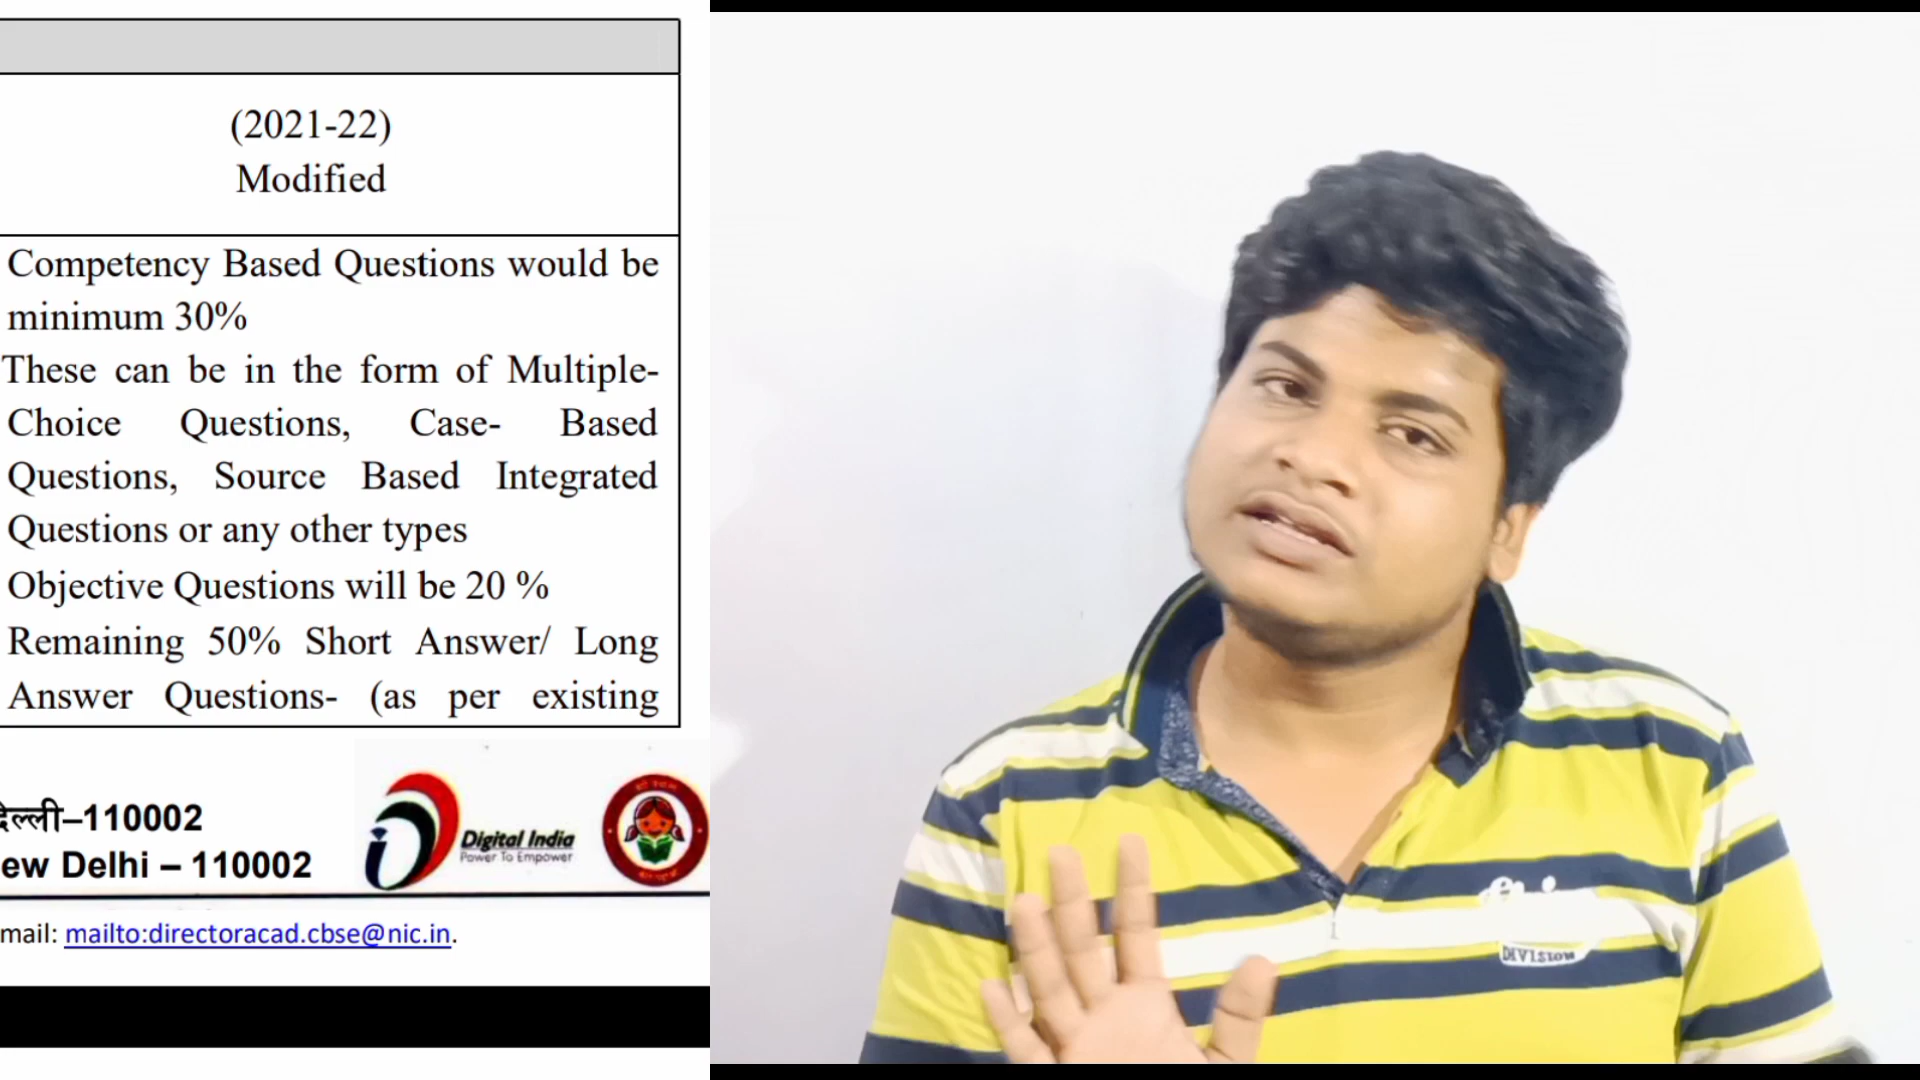 (2021-22)
Modified
Competency Based Questions would be
minimum 30%
These can be in the form of Multiple-
Choice Questions, Case- Based
Questions, Source Based Integrated
Questions or any other types
Objective Questions will be 20 %
Remaining 50% Short Answer/ Long
Answer Questions- (as per existing
–110002
ew Delhi – 110002
Digital India
Power To Empower
mail: mailto:directoracad.cbse@nic.in.
DIVISION